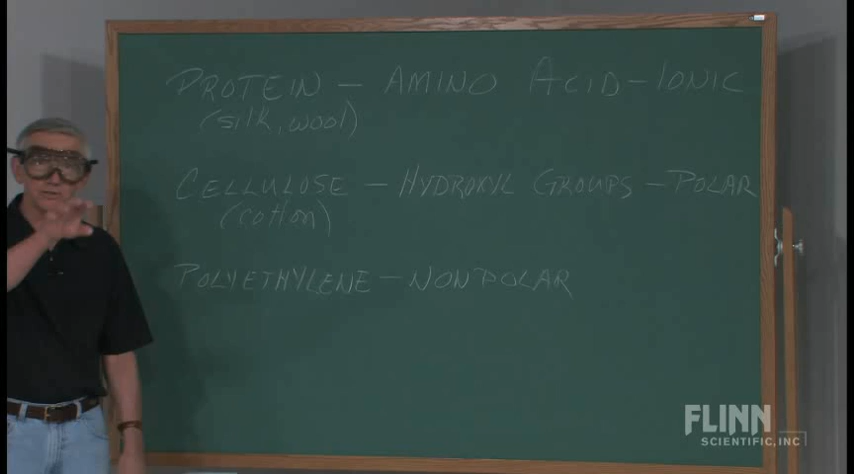 PROTEIN – AMINO ACID – IONIC
(silk, wool)
CELLULOSE – HYDROXYL GROUPS – POLAR
(cotton)
POLYETHYLENE – NONPOLAR
FLINN
SCIENTIFIC, INC